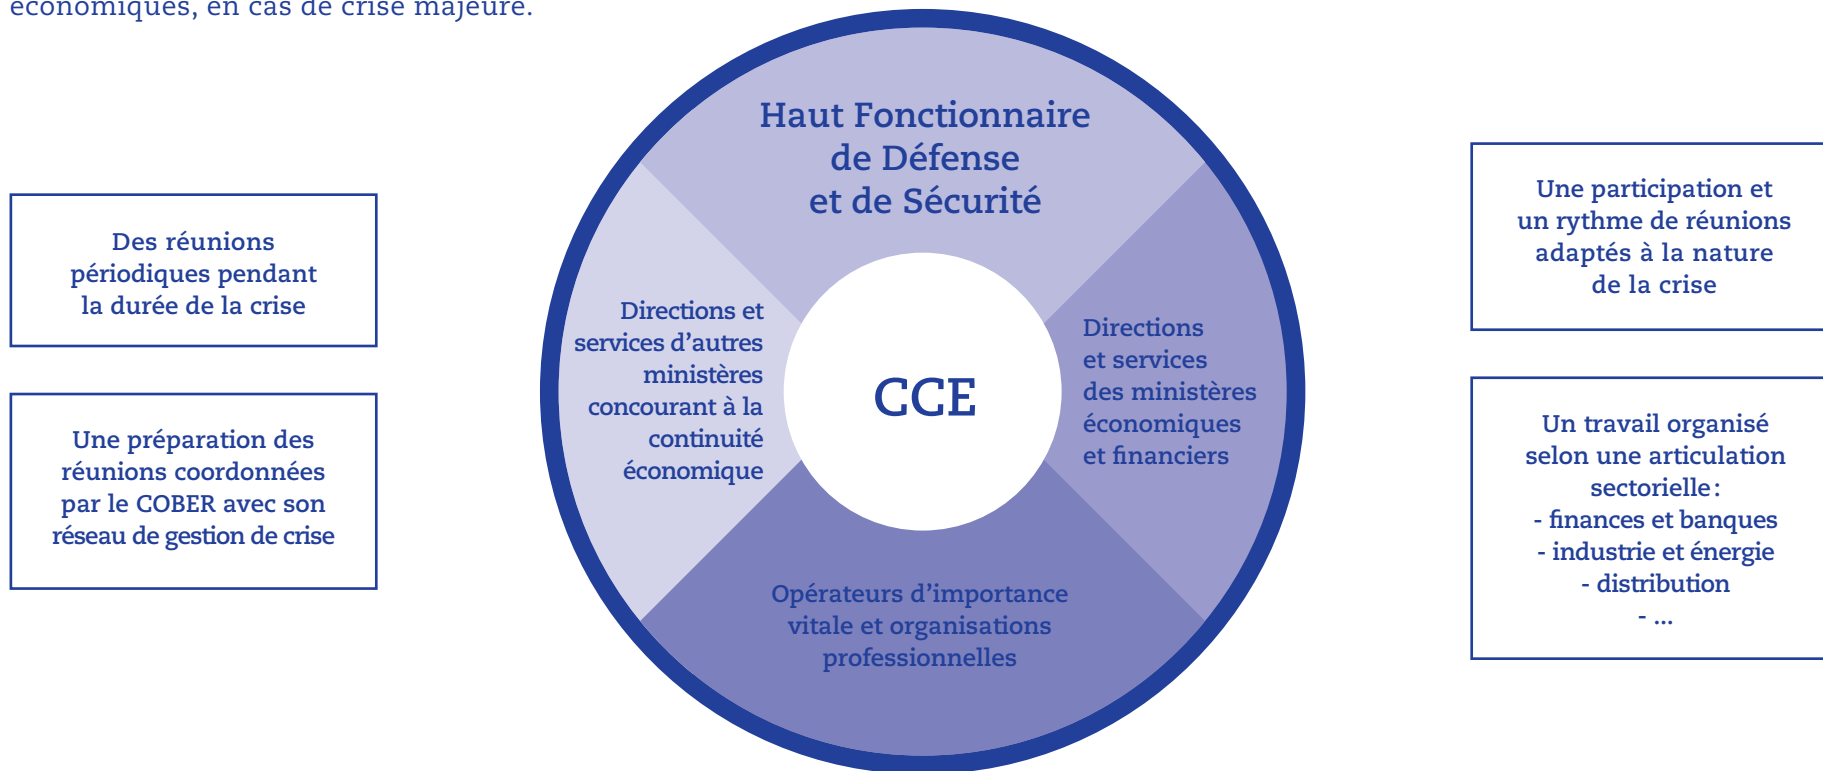 économiques, en cas de crise majeure.
Haut Fonctionnaire
de Défense
et de Sécurité
Des réunions
périodiques pendant
la durée de la crise
Une préparation des
réunions coordonnées
par le COBER avec son
réseau de gestion de crise
Directions et
services d’autres
ministères
concourant à la
continuité
économique
CCE
Directions
et services
des ministères
économiques
et financiers
Opérateurs d’importance
vitale et organisations
professionnelles
Une participation et
un rythme de réunions
adaptés à la nature
de la crise
Un travail organisé
selon une articulation
sectorielle :
- finances et banques
- industrie et énergie
- distribution
- ...